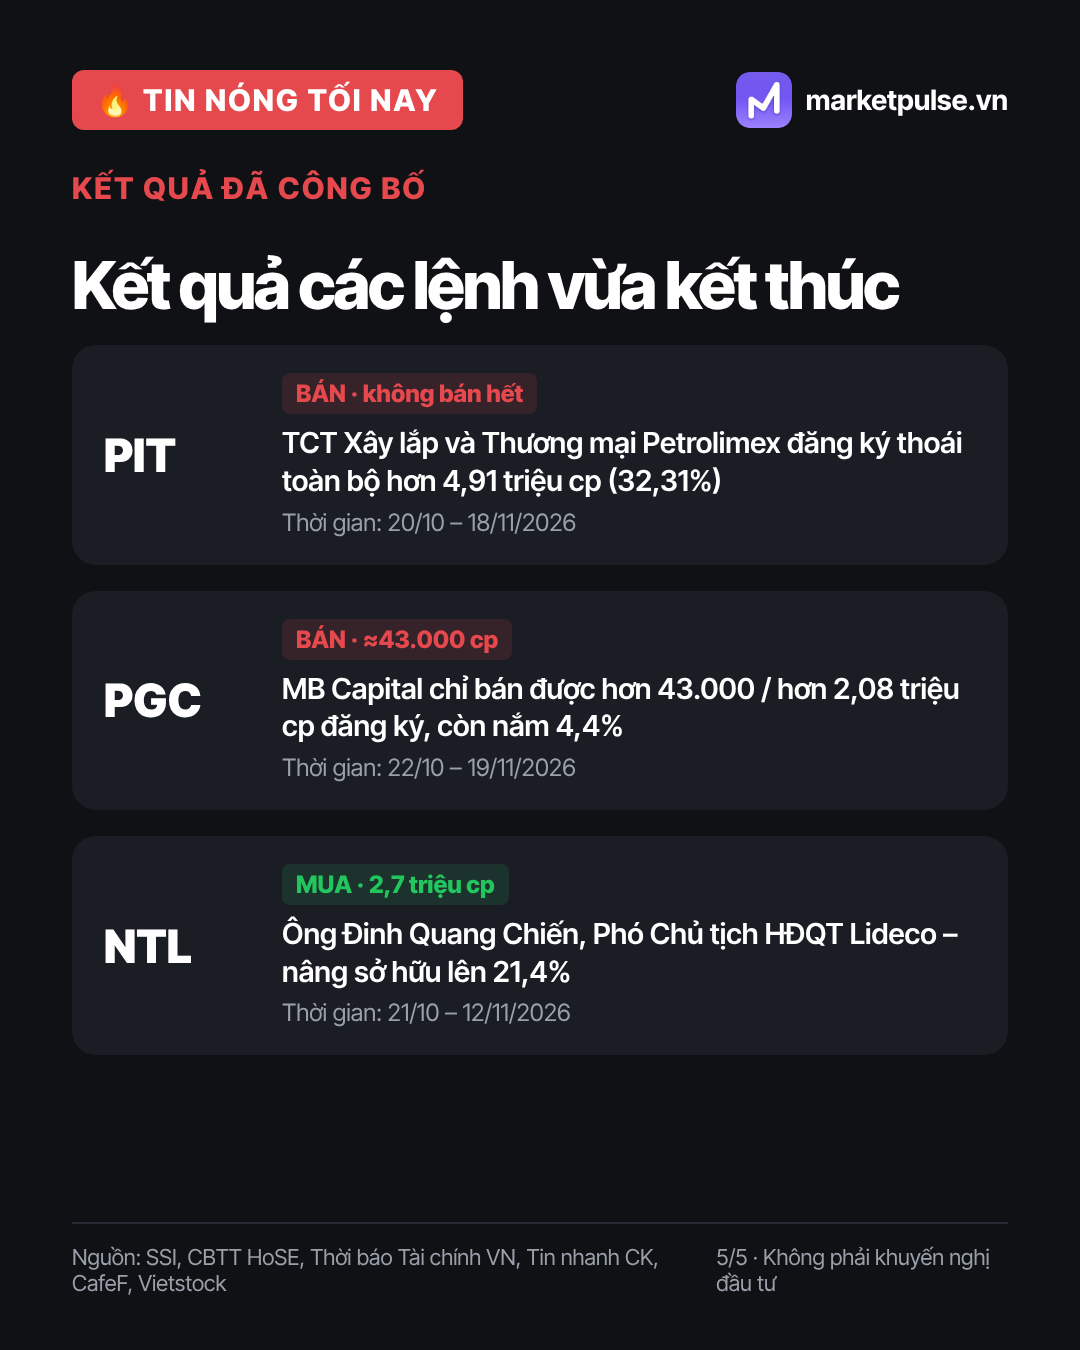 🔥 TIN NÓNG TỐI NAY
marketpulse.vn
KẾT QUẢ ĐÃ CÔNG BỐ
Kết quả các lệnh vừa kết thúc
PIT
BÁN · không bán hết
TCT Xây lắp và Thương mại Petrolimex đăng ký thoái
toàn bộ hơn 4,91 triệu cp (32,31%)
Thời gian: 20/10 – 18/11/2026
PGC
BÁN · ≈43.000 cp
MB Capital chỉ bán được hơn 43.000 / hơn 2,08 triệu
cp đăng ký, còn nắm 4,4%
Thời gian: 22/10 – 19/11/2026
NTL
MUA · 2,7 triệu cp
Ông Đinh Quang Chiến, Phó Chủ tịch HĐQT Lideco –
nâng sở hữu lên 21,4%
Thời gian: 21/10 – 12/11/2026
Nguồn: SSI, CBTT HoSE, Thời báo Tài chính VN, Tin nhanh CK,
CafeF, Vietstock
5/5 · Không phải khuyến nghị
đầu tư